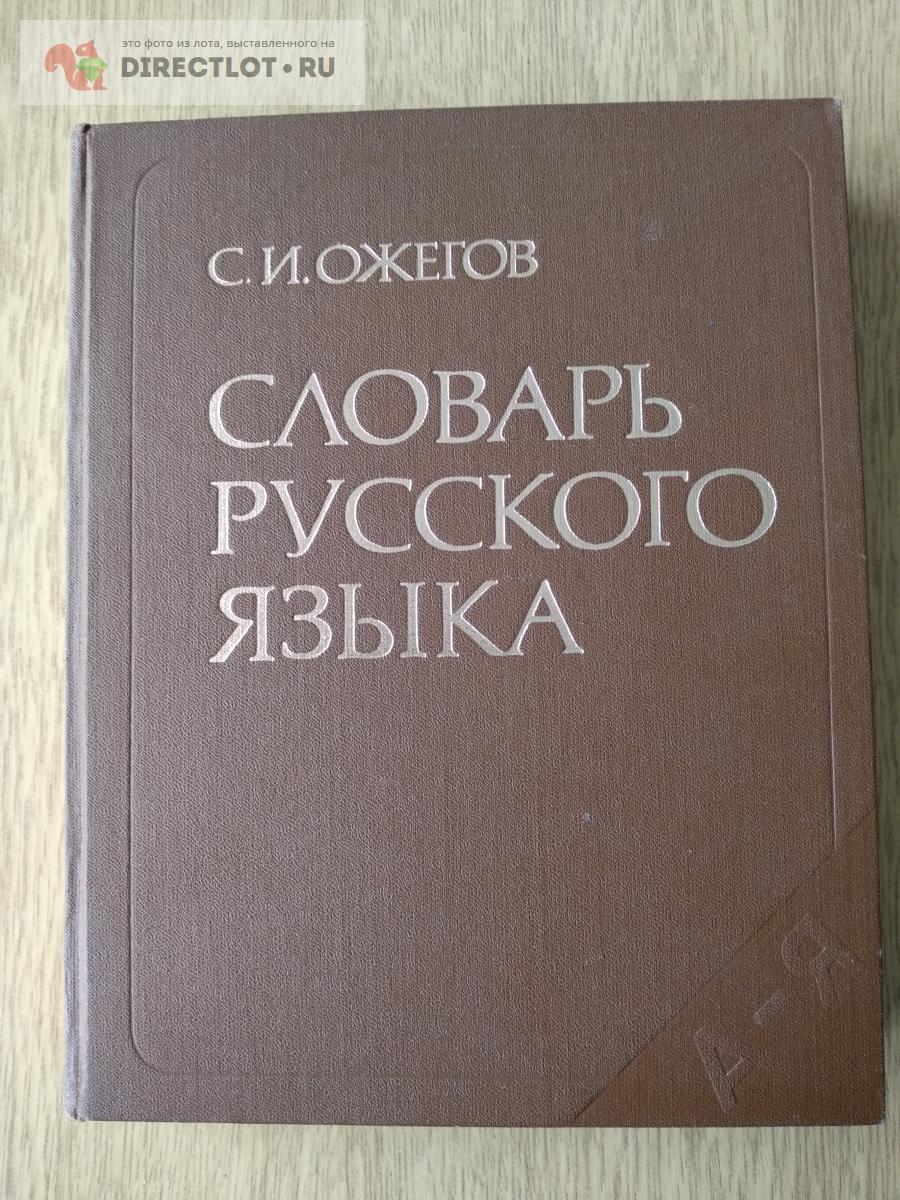 это фото из лота, выставленного на
DIRECTLOT•RU
С.И.ОЖЕГОВ
СЛОВАРЬ
РУССКОГО
ЯЗЫКА
А-Я